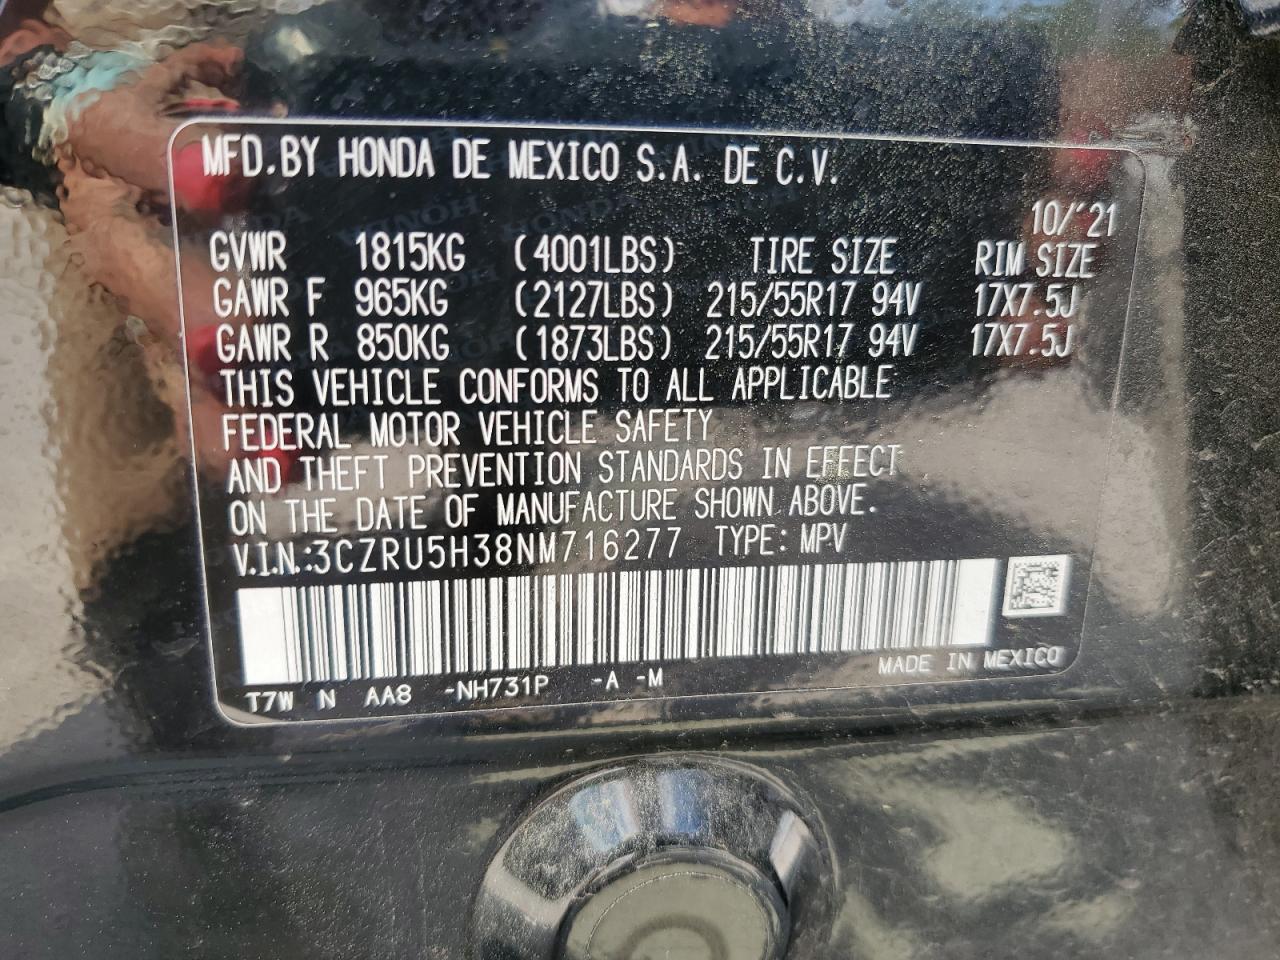 MFD.BY HONDA DE MEXICO S.A. DE C.V.
10/'21
GVWR 1815KG (4001LBS) TIRE SIZE RIM SIZE
GAWR F 965KG (2127LBS) 215/55R17 94V 17X7.5J
GAWR R 850KG (1873LBS) 215/55R17 94V 17X7.5J
THIS VEHICLE CONFORMS TO ALL APPLICABLE
FEDERAL MOTOR VEHICLE SAFETY
AND THEFT PREVENTION STANDARDS IN EFFECT
ON THE DATE OF MANUFACTURE SHOWN ABOVE.
V.I.N.:3CZRU5H38NM716277 TYPE: MPV
MADE IN MEXICO
T7W N AA8 -NH731P -A -M